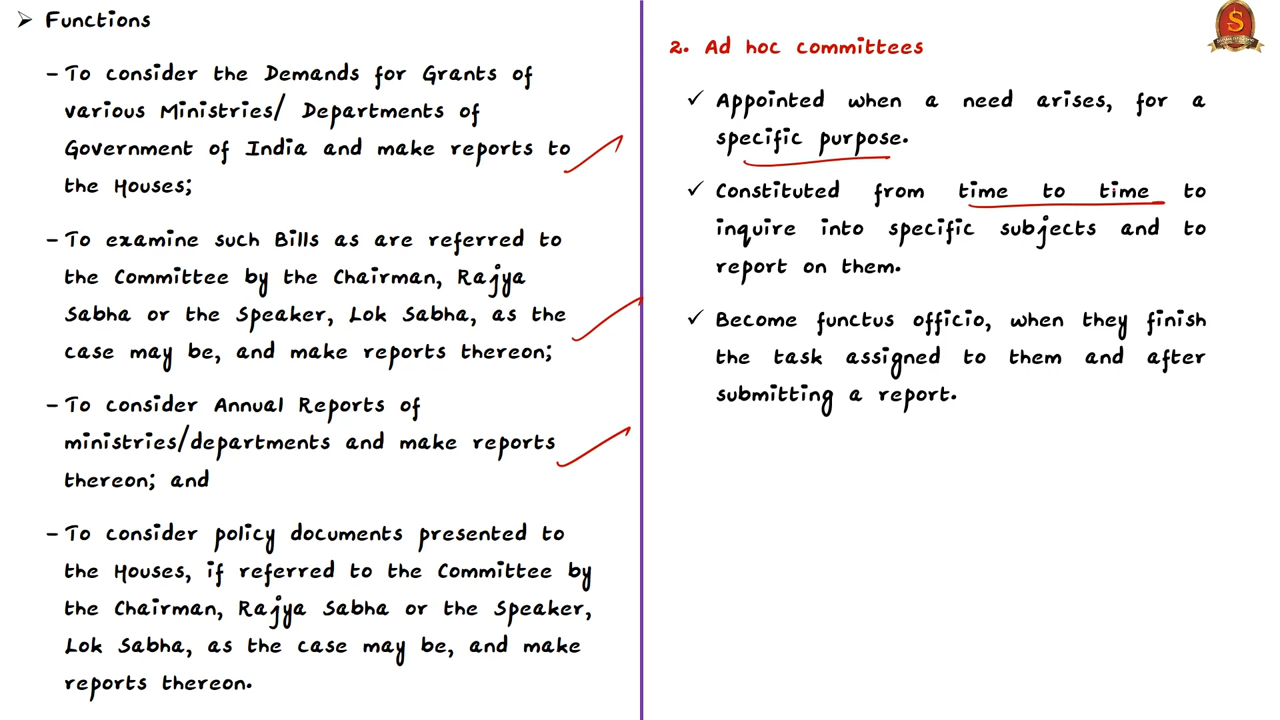 ➢ Functions
– To consider the Demands for Grants of
various Ministries/ Departments of
Government of India and make reports to
the Houses;
– To examine such Bills as are referred to
the Committee by the Chairman, Rajya
Sabha or the Speaker, Lok Sabha, as the
case may be, and make reports thereon;
– To consider Annual Reports of
ministries/departments and make reports
thereon; and
– To consider policy documents presented to
the Houses, if referred to the Committee by
the Chairman, Rajya Sabha or the Speaker,
Lok Sabha, as the case may be, and make
reports thereon.
2. Ad hoc committees
✓ Appointed when a need arises, for a
specific purpose.
✓ Constituted from time to time to
inquire into specific subjects and to
report on them.
✓ Become functus officio, when they finish
the task assigned to them and after
submitting a report.
S